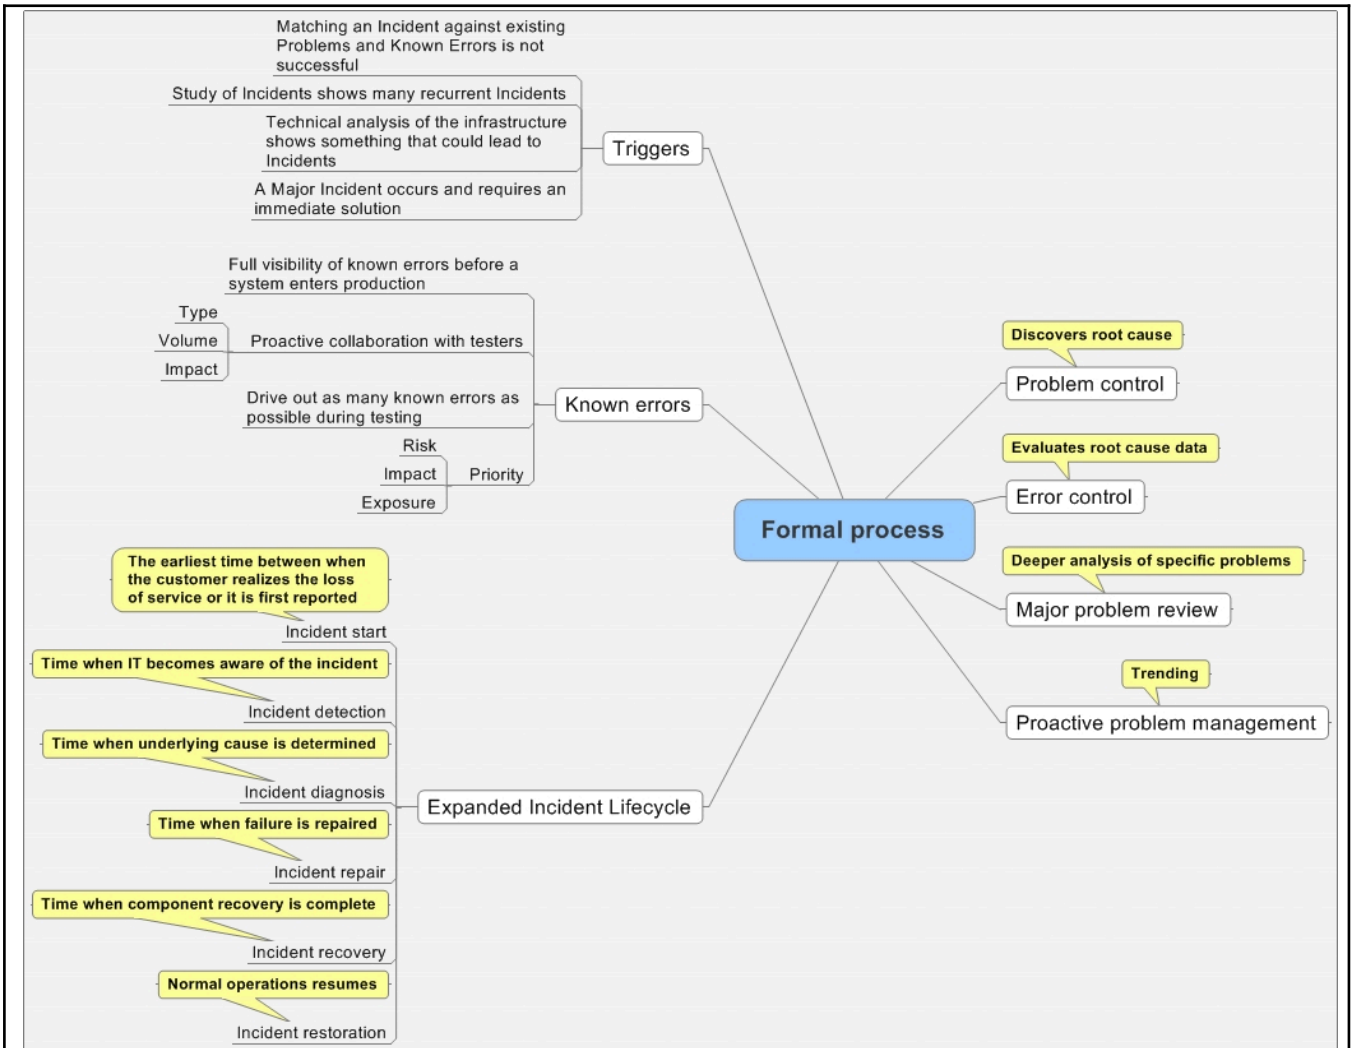 Matching an Incident against existing
Problems and Known Errors is not
successful
Study of Incidents shows many recurrent Incidents
Technical analysis of the infrastructure
shows something that could lead to
Incidents
A Major Incident occurs and requires an
immediate solution
Triggers
Full visibility of known errors before a
system enters production
Type
Volume
Impact
Proactive collaboration with testers
Drive out as many known errors as
possible during testing
Risk
Impact
Exposure
Priority
Known errors
The earliest time between when
the customer realizes the loss
of service or it is first reported
Incident start
Time when IT becomes aware of the incident
Incident detection
Time when underlying cause is determined
Incident diagnosis
Time when failure is repaired
Incident repair
Time when component recovery is complete
Incident recovery
Normal operations resumes
Incident restoration
Expanded Incident Lifecycle
Formal process
Discovers root cause
Problem control
Evaluates root cause data
Error control
Deeper analysis of specific problems
Major problem review
Trending
Proactive problem management